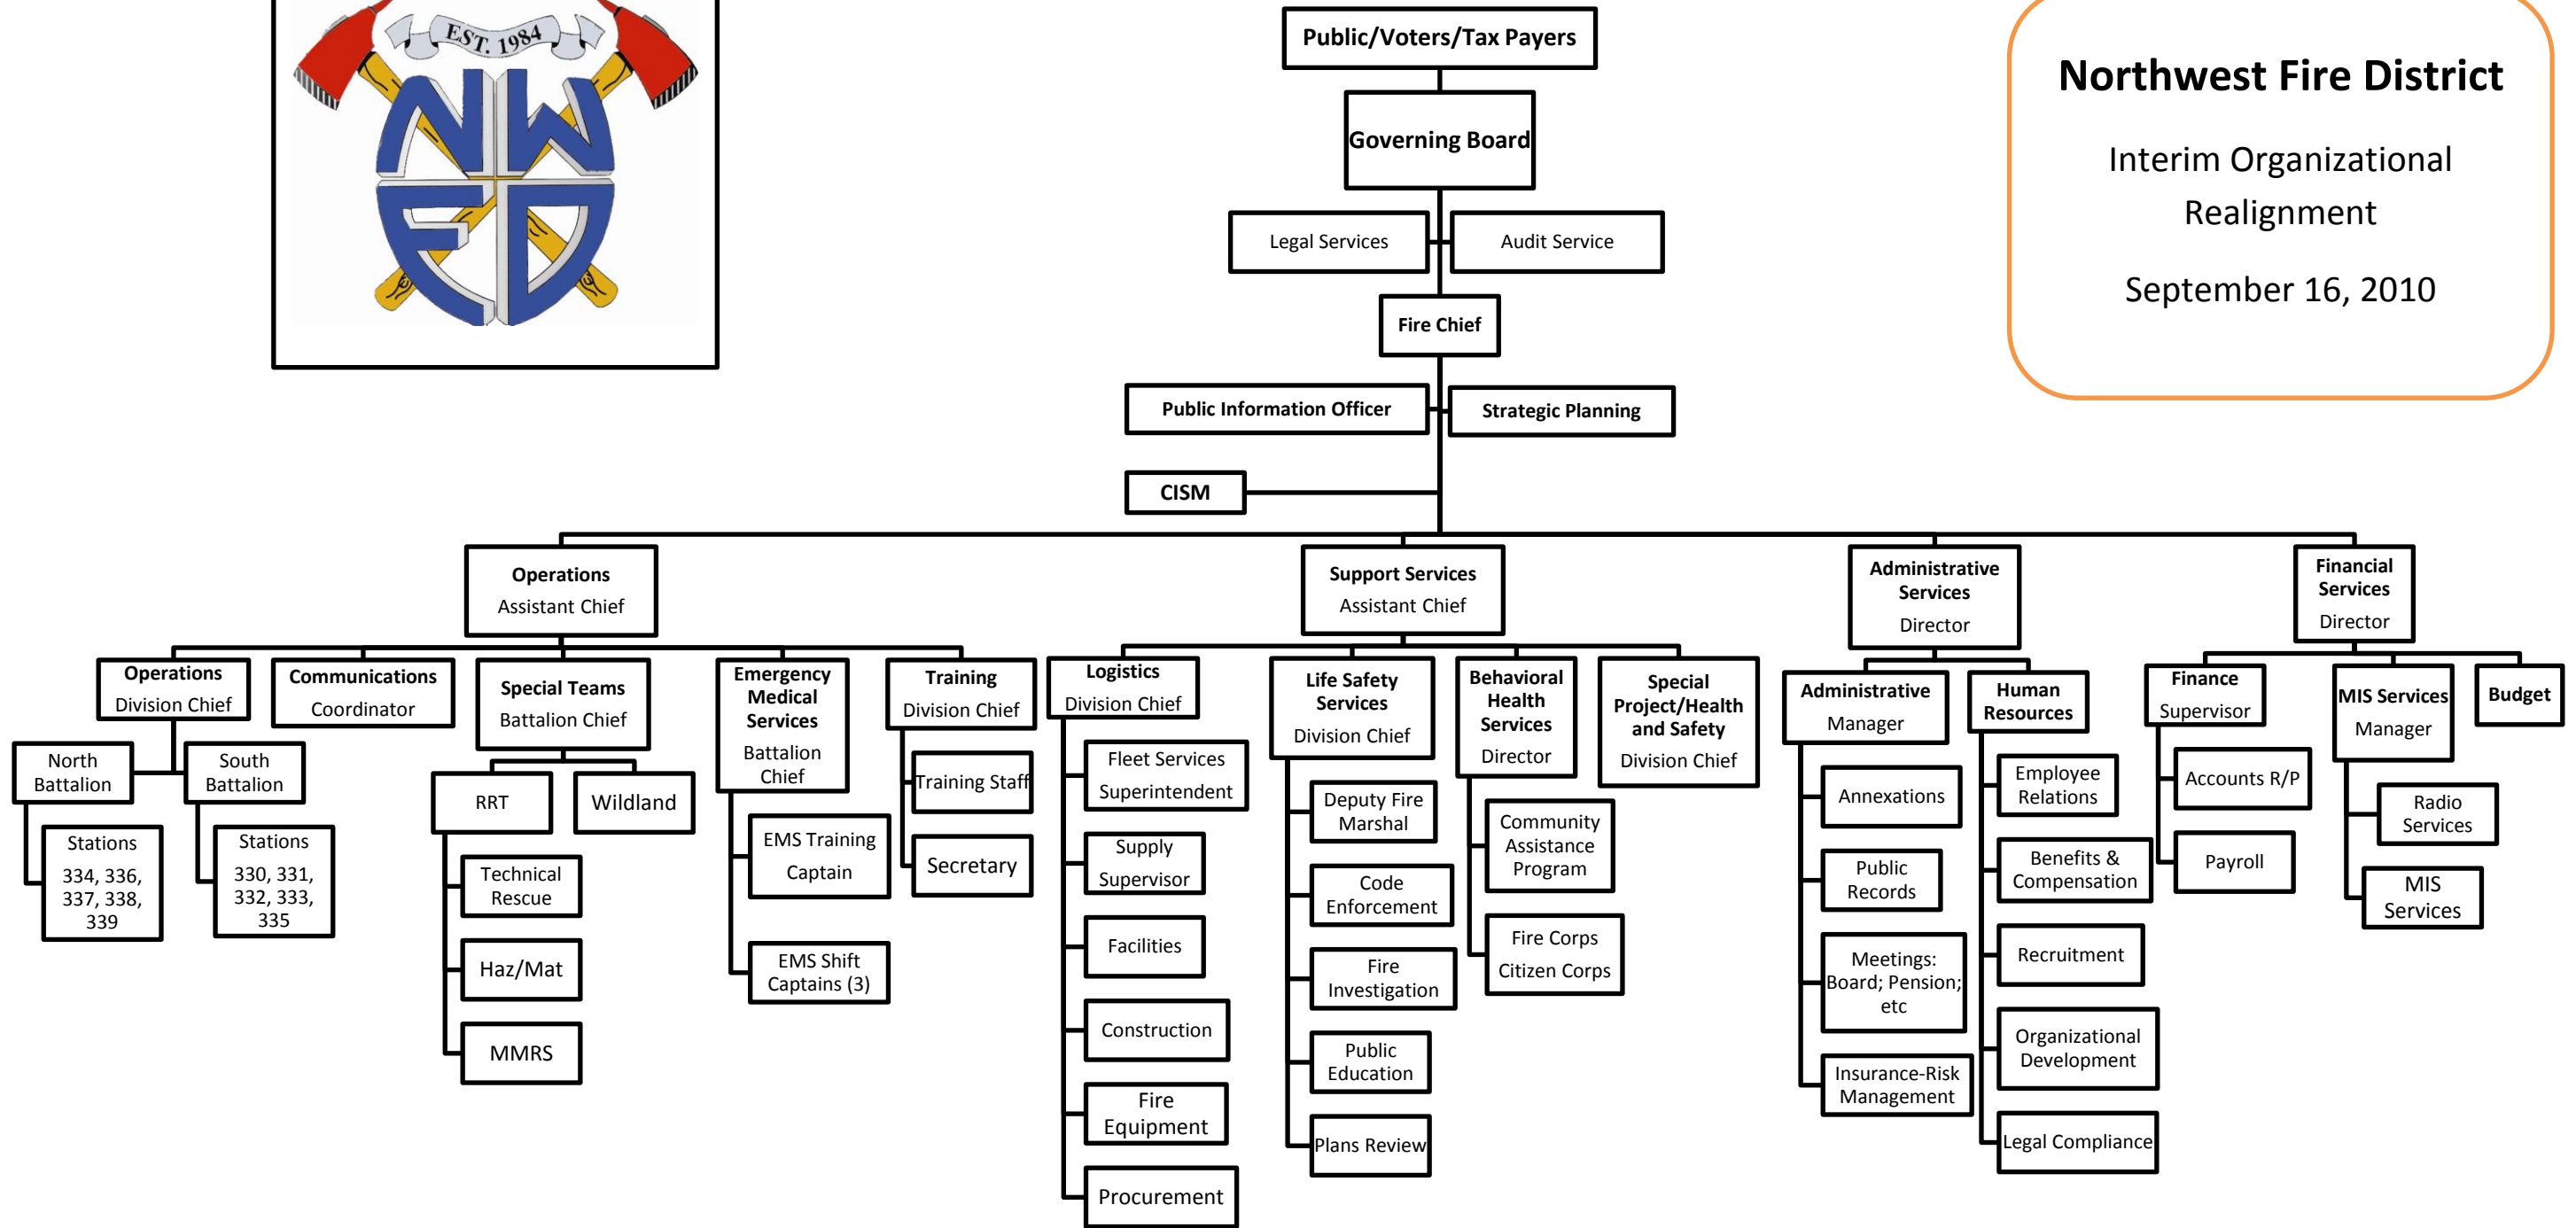 EST. 1984
NW
FD
Public/Voters/Tax Payers
Northwest Fire District
Interim Organizational
Realignment
September 16, 2010
Governing Board
Legal Services
Audit Service
Fire Chief
Public Information Officer
Strategic Planning
CISM
Operations
Assistant Chief
Support Services
Assistant Chief
Administrative
Services
Director
Financial
Services
Director
Operations
Division Chief
North
Battalion
Stations
334, 336,
337, 338,
339
South
Battalion
Stations
330, 331,
332, 333,
335
Communications
Coordinator
Special Teams
Battalion Chief
RRT
Technical
Rescue
Haz/Mat
MMRS
Wildland
Emergency
Medical
Services
Battalion
Chief
EMS Training
Captain
EMS Shift
Captains (3)
Training
Division Chief
Training Staff
Secretary
Logistics
Division Chief
Fleet Services
Superintendent
Supply
Supervisor
Facilities
Construction
Fire
Equipment
Procurement
Life Safety
Services
Division Chief
Deputy Fire
Marshal
Code
Enforcement
Fire
Investigation
Public
Education
Plans Review
Behavioral
Health
Services
Director
Community
Assistance
Program
Fire Corps
Citizen Corps
Special
Project/Health
and Safety
Division Chief
Administrative
Manager
Annexations
Public
Records
Meetings:
Board; Pension;
etc
Insurance-Risk
Management
Human
Resources
Employee
Relations
Benefits &
Compensation
Recruitment
Organizational
Development
Legal Compliance
Finance
Supervisor
Accounts R/P
Payroll
MIS Services
Manager
Radio
Services
MIS
Services
Budget